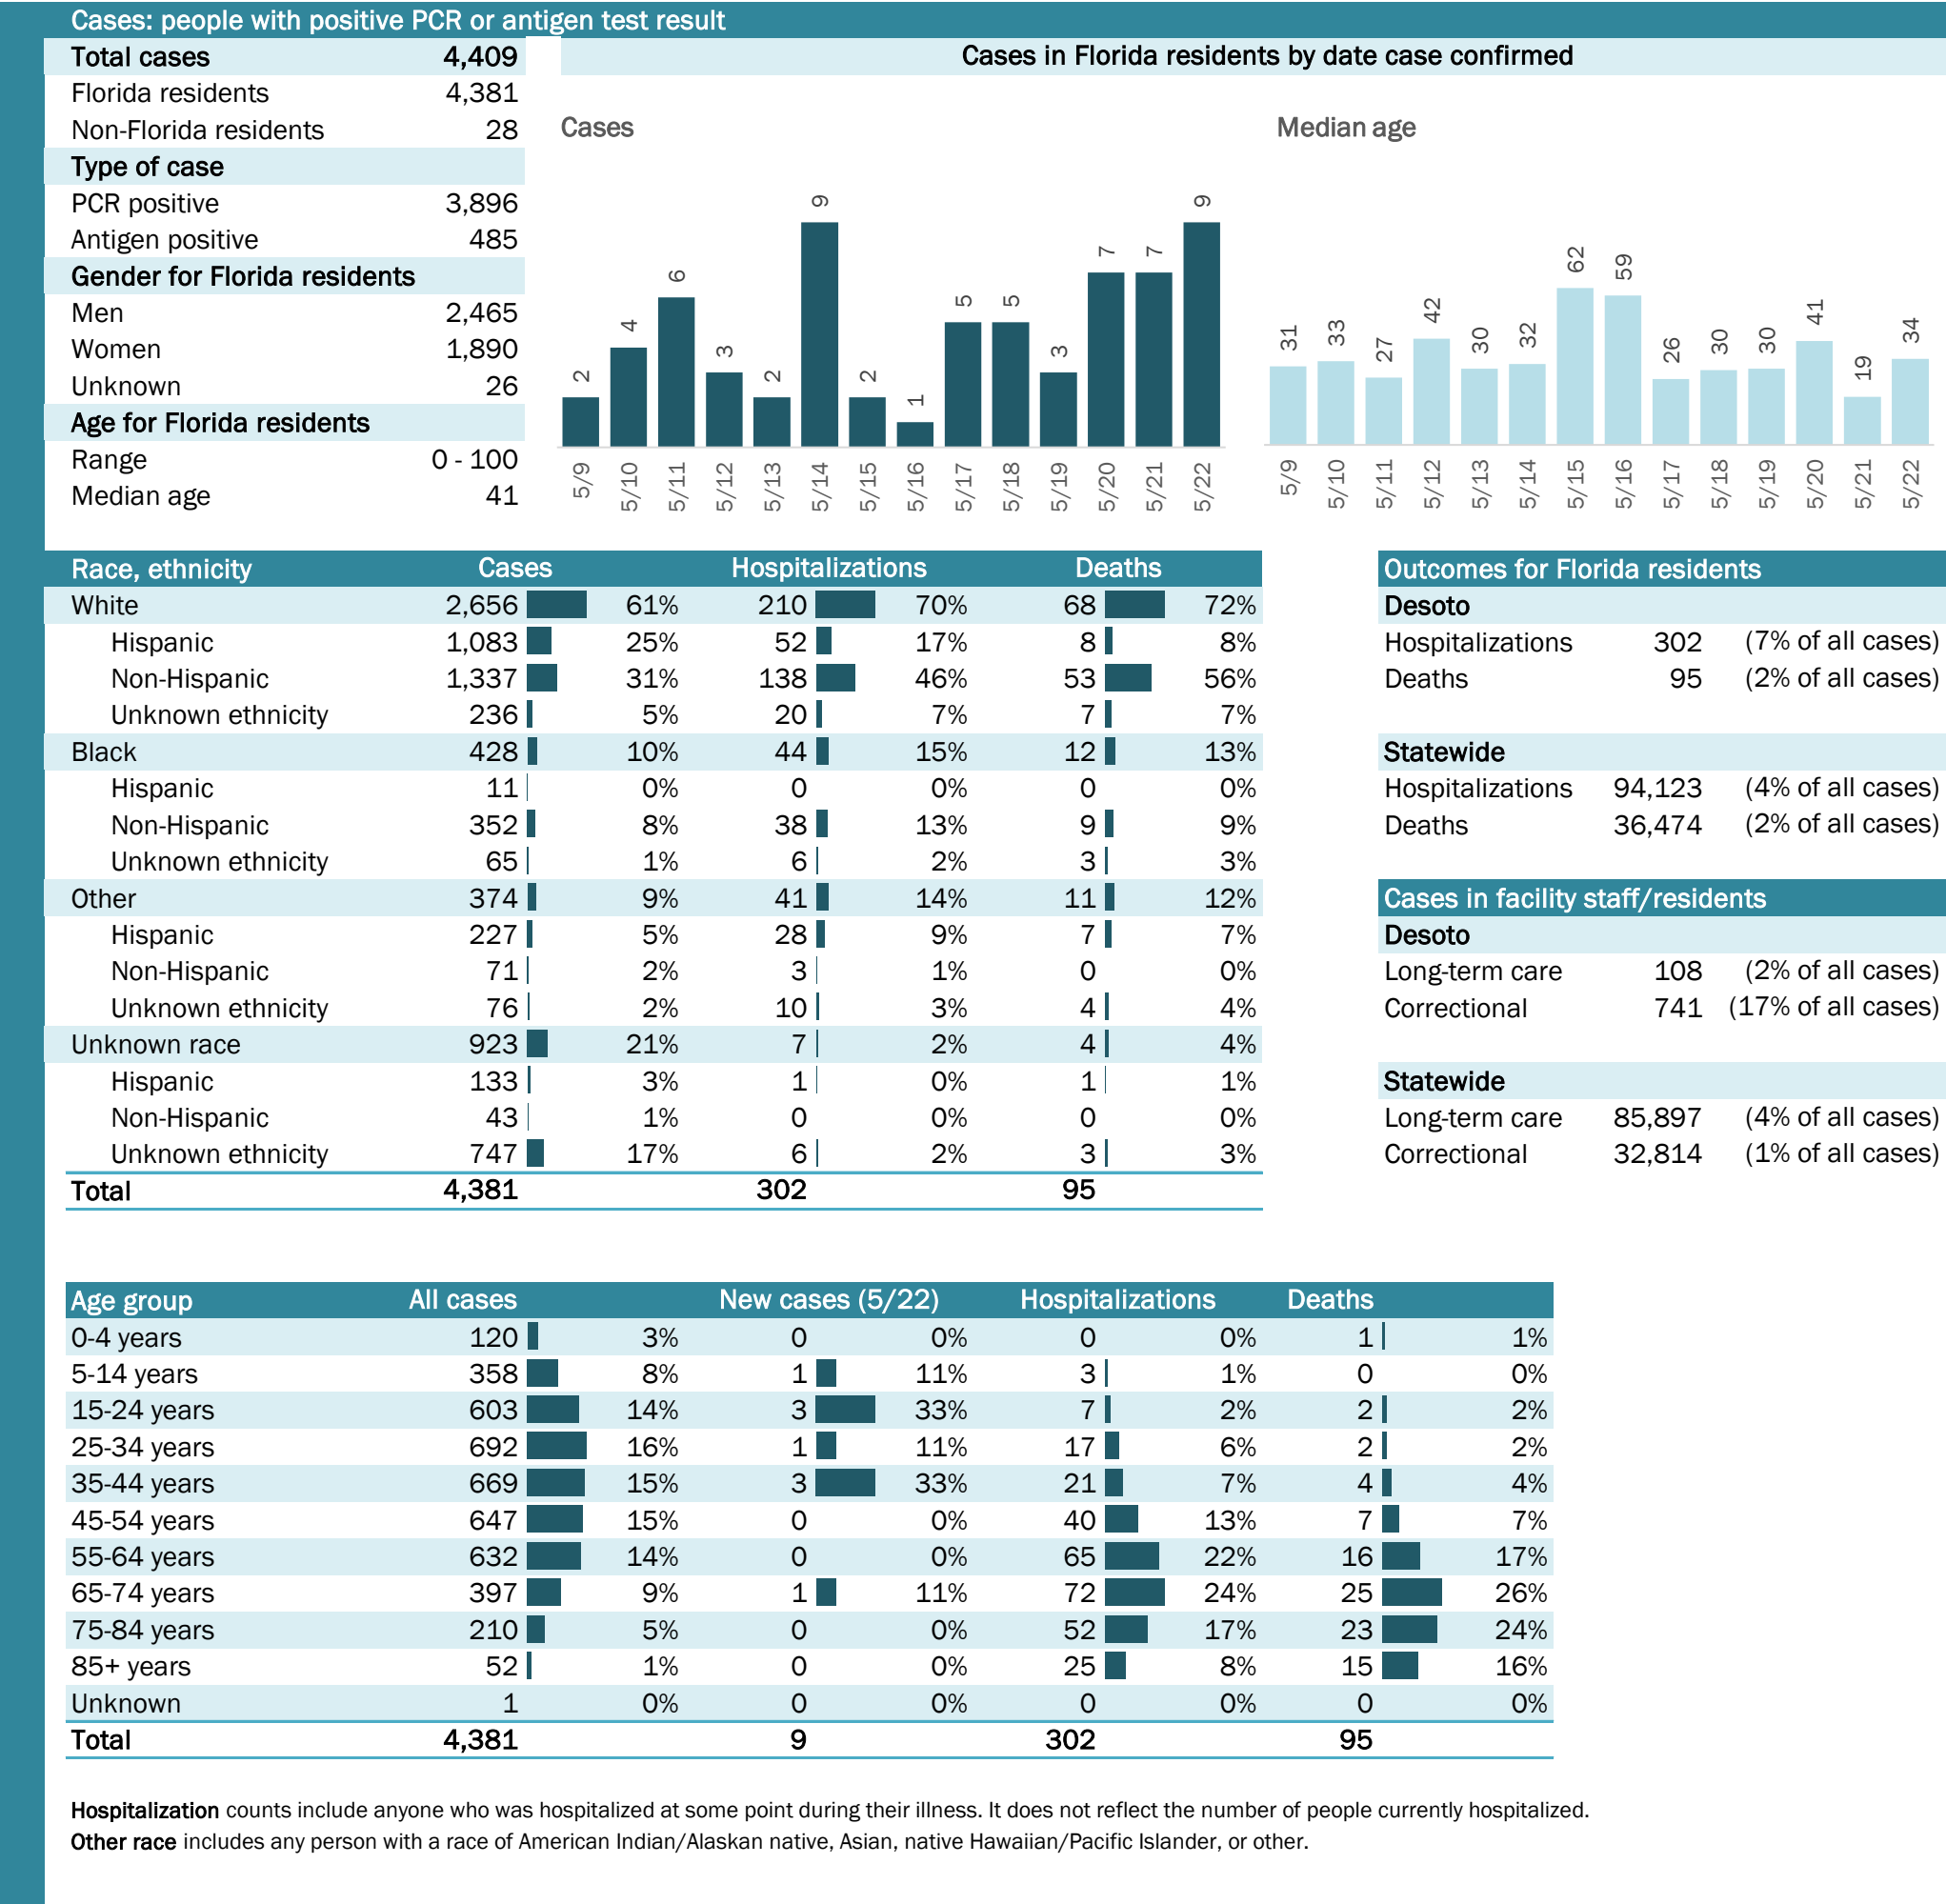 Cases: people with positive PCR or antigen test result
Total cases 4,409
Florida residents 4,381
Non-Florida residents 28
Type of case
PCR positive 3,896
Antigen positive 485
Gender for Florida residents
Men 2,465
Women 1,890
Unknown 26
Age for Florida residents
Range 0 - 100
Median age 41
Cases in Florida residents by date case confirmed
Cases
2 4 6 3 2 9 2 1 5 5 3 7 7 9
5/9 5/10 5/11 5/12 5/13 5/14 5/15 5/16 5/17 5/18 5/19 5/20 5/21 5/22
Median age
31 33 27 42 30 32 62 59 26 30 30 41 19 34
5/9 5/10 5/11 5/12 5/13 5/14 5/15 5/16 5/17 5/18 5/19 5/20 5/21 5/22
Race, ethnicity Cases Hospitalizations Deaths
White 2,656 61% 210 70% 68 72%
Hispanic 1,083 25% 52 17% 8 8%
Non-Hispanic 1,337 31% 138 46% 53 56%
Unknown ethnicity 236 5% 20 7% 7 7%
Black 428 10% 44 15% 12 13%
Hispanic 11 0% 0 0% 0 0%
Non-Hispanic 352 8% 38 13% 9 9%
Unknown ethnicity 65 1% 6 2% 3 3%
Other 374 9% 41 14% 11 12%
Hispanic 227 5% 28 9% 7 7%
Non-Hispanic 71 2% 3 1% 0 0%
Unknown ethnicity 76 2% 10 3% 4 4%
Unknown race 923 21% 7 2% 4 4%
Hispanic 133 3% 1 0% 1 1%
Non-Hispanic 43 1% 0 0% 0 0%
Unknown ethnicity 747 17% 6 2% 3 3%
Total 4,381 302 95
Outcomes for Florida residents
Desoto
Hospitalizations 302 (7% of all cases)
Deaths 95 (2% of all cases)
Statewide
Hospitalizations 94,123 (4% of all cases)
Deaths 36,474 (2% of all cases)
Cases in facility staff/residents
Desoto
Long-term care 108 (2% of all cases)
Correctional 741 (17% of all cases)
Statewide
Long-term care 85,897 (4% of all cases)
Correctional 32,814 (1% of all cases)
Age group All cases New cases (5/22) Hospitalizations Deaths
0-4 years 120 3% 0 0% 0 0% 1 1%
5-14 years 358 8% 1 11% 3 1% 0 0%
15-24 years 603 14% 3 33% 7 2% 2 2%
25-34 years 692 16% 1 11% 17 6% 2 2%
35-44 years 669 15% 3 33% 21 7% 4 4%
45-54 years 647 15% 0 0% 40 13% 7 7%
55-64 years 632 14% 0 0% 65 22% 16 17%
65-74 years 397 9% 1 11% 72 24% 25 26%
75-84 years 210 5% 0 0% 52 17% 23 24%
85+ years 52 1% 0 0% 25 8% 15 16%
Unknown 1 0% 0 0% 0 0% 0 0%
Total 4,381 9 302 95
Hospitalization counts include anyone who was hospitalized at some point during their illness. It does not reflect the number of people currently hospitalized.
Other race includes any person with a race of American Indian/Alaskan native, Asian, native Hawaiian/Pacific Islander, or other.